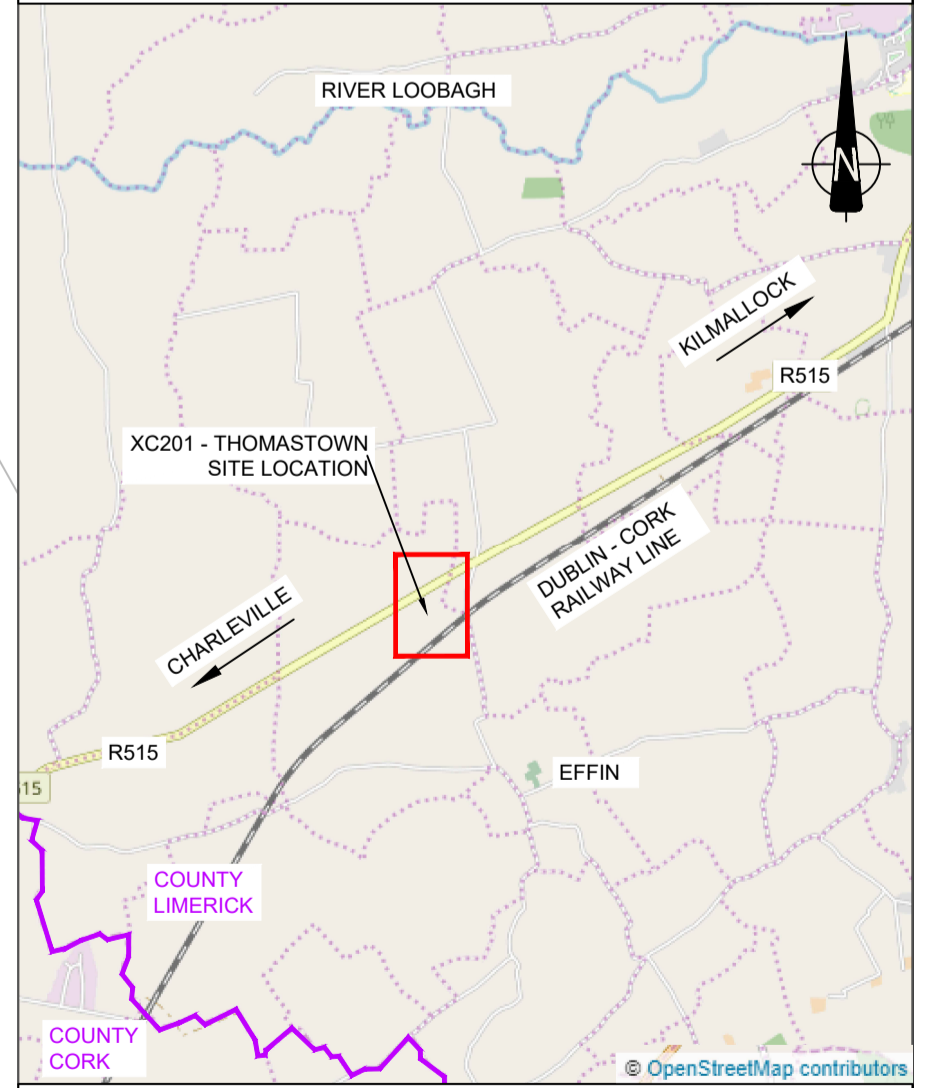 RIVER LOOBAGH
N
KILMALLOCK
R515
XC201 - THOMASTOWN
SITE LOCATION
DUBLIN - CORK
RAILWAY LINE
CHARLEVILLE
R515
EFFIN
15
COUNTY
LIMERICK
COUNTY
CORK
© OpenStreetMap contributors